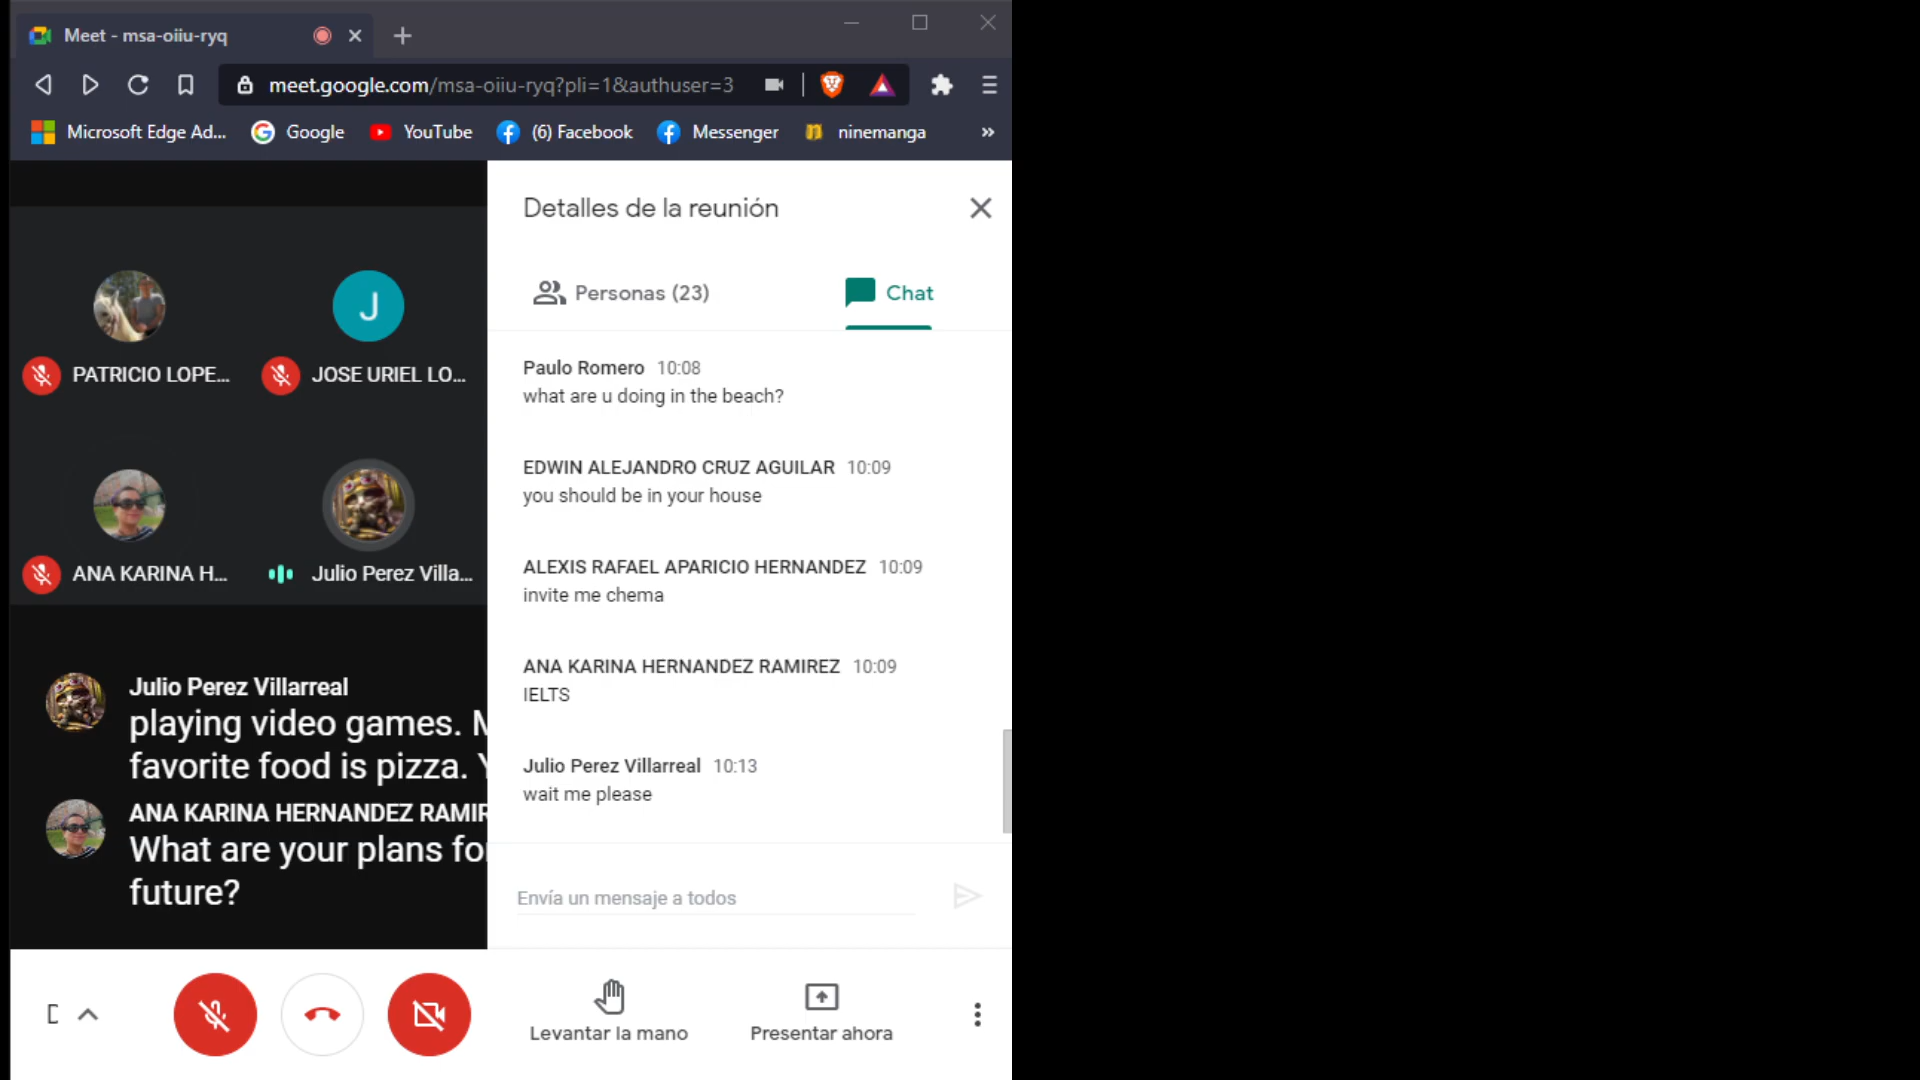 Meet - msa-oiiu-ryq
meet.google.com/msa-oiiu-ryq?pli=1&authuser=3
Microsoft Edge Ad...
Google
YouTube
(6) Facebook
Messenger
ninemanga
»
Detalles de la reunión
Personas (23)
Chat
J
PATRICIO LOPE...
JOSE URIEL LO...
ANA KARINA H...
Julio Perez Villa...
Julio Perez Villarreal
playing video games. M
favorite food is pizza. Y
ANA KARINA HERNANDEZ RAMIR
What are your plans for
future?
Paulo Romero 10:08
what are u doing in the beach?
EDWIN ALEJANDRO CRUZ AGUILAR 10:09
you should be in your house
ALEXIS RAFAEL APARICIO HERNANDEZ 10:09
invite me chema
ANA KARINA HERNANDEZ RAMIREZ 10:09
IELTS
Julio Perez Villarreal 10:13
wait me please
Envía un mensaje a todos
Levantar la mano
Presentar ahora